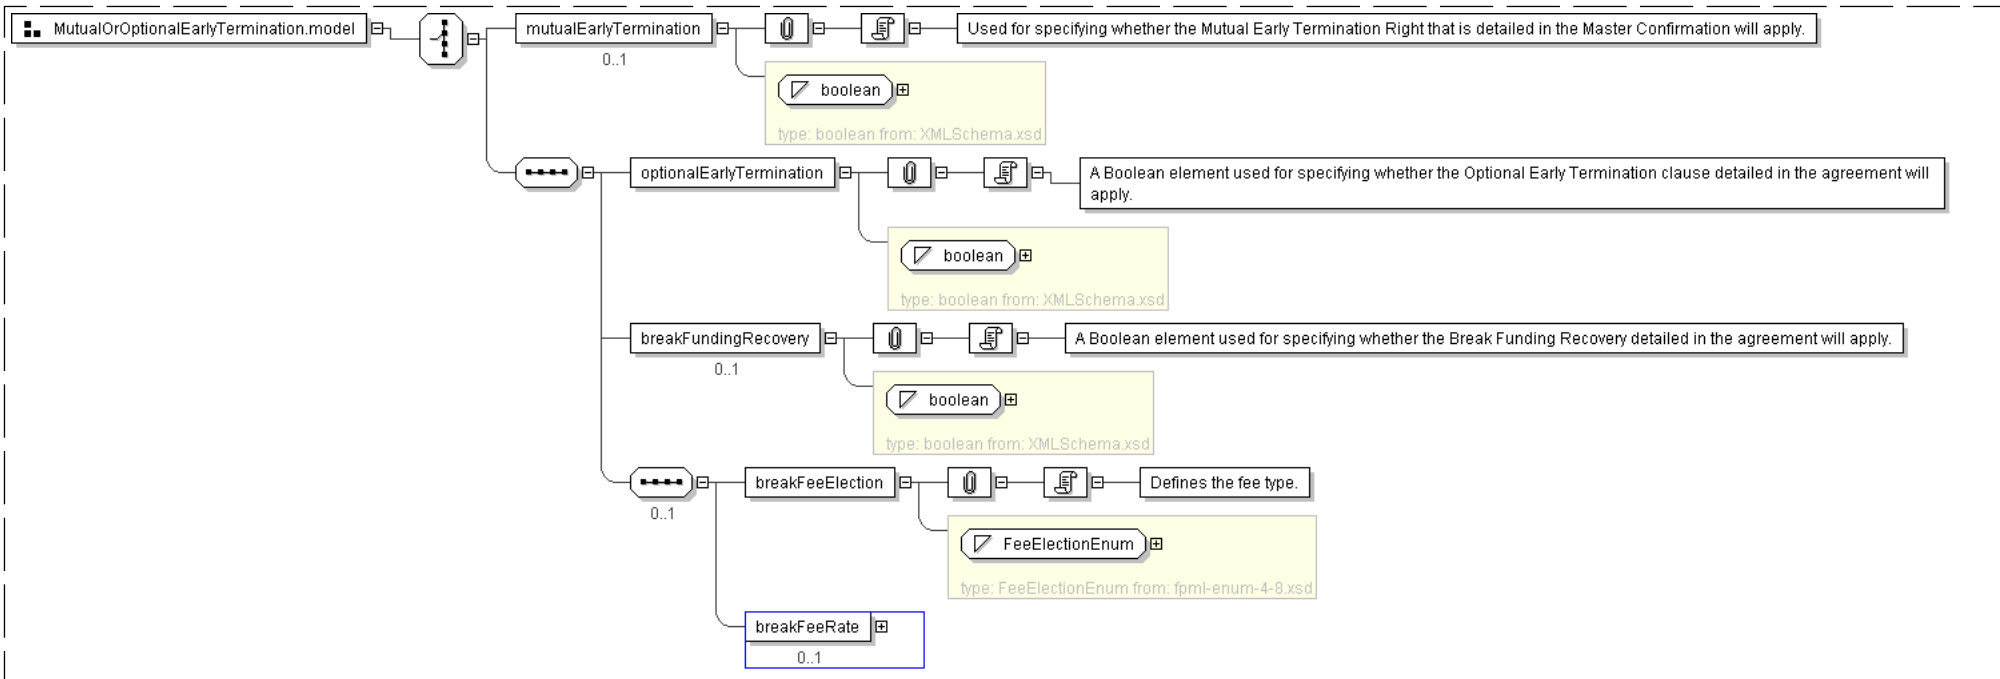 MutualOrOptionalEarlyTermination.model
mutualEarlyTermination
Used for specifying whether the Mutual Early Termination Right that is detailed in the Master Confirmation will apply.
0..1
boolean
type: boolean from: XMLSchema.xsd
optionalEarlyTermination
A Boolean element used for specifying whether the Optional Early Termination clause detailed in the agreement will
apply.
boolean
type: boolean from: XMLSchema.xsd
breakFundingRecovery
A Boolean element used for specifying whether the Break Funding Recovery detailed in the agreement will apply.
0..1
boolean
type: boolean from: XMLSchema.xsd
breakFeeElection
Defines the fee type.
0..1
FeeElectionEnum
type: FeeElectionEnum from: fpml-enum-4-8.xsd
breakFeeRate
0..1